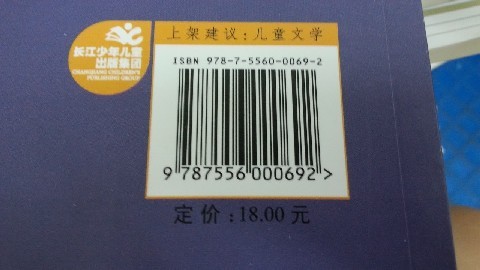 长江少年儿童
出版集团
CHANGJIANG CHILDREN'S
PUBLISHING GROUP
上架建议:儿童文学
ISBN 978-7-5560-0069-2
9 787556 000692 >
定价:18.00元